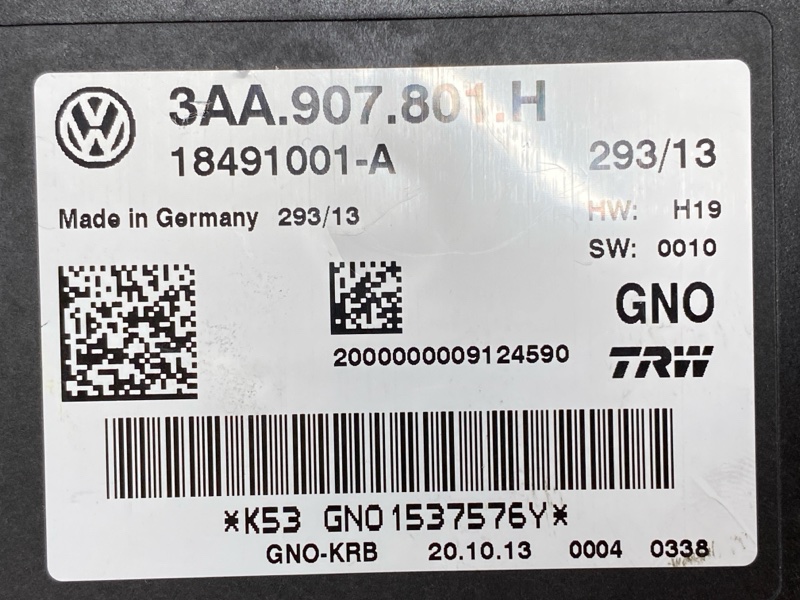 3AA.907.801.H
18491001-A 293/13
Made in Germany 293/13 HW: H19
SW: 0010
GNO
2000000009124590 TRW
*K53 GNO1537576Y*
GNO-KRB 20.10.13 0004 0338